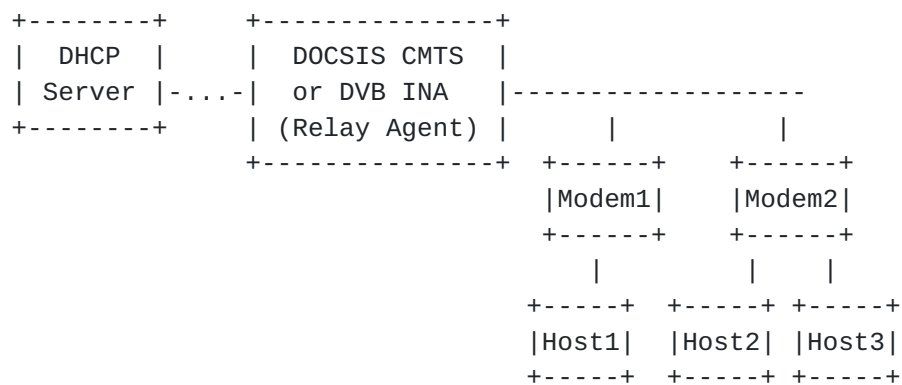 +--------+     +---------------+
|  DHCP  |     |  DOCSIS CMTS  |
| Server |-...-|  or DVB INA   |-------------------
+--------+     | (Relay Agent) |      |          |
               +---------------+  +------+    +------+
                                  |Modem1|    |Modem2|
                                  +------+    +------+
                                     |         |    |
                                 +-----+  +-----+ +-----+
                                 |Host1|  |Host2| |Host3|
                                 +-----+  +-----+ +-----+